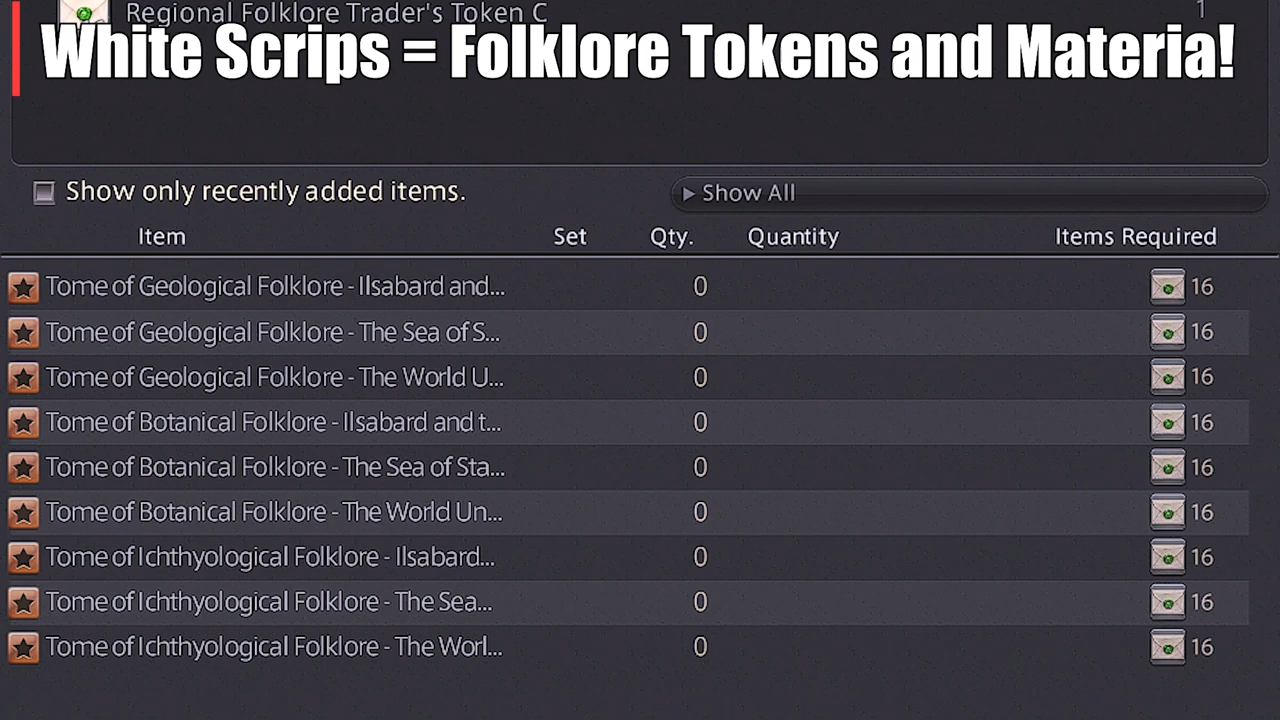 Regional Folklore Trader's Token C 1
White Scrips = Folklore Tokens and Materia!
Show only recently added items. Show All
Item Set Qty. Quantity Items Required
Tome of Geological Folklore - Ilsabard and... 0 16
Tome of Geological Folklore - The Sea of S... 0 16
Tome of Geological Folklore - The World U... 0 16
Tome of Botanical Folklore - Ilsabard and t... 0 16
Tome of Botanical Folklore - The Sea of Sta... 0 16
Tome of Botanical Folklore - The World Un... 0 16
Tome of Ichthyological Folklore - Ilsabard... 0 16
Tome of Ichthyological Folklore - The Sea... 0 16
Tome of Ichthyological Folklore - The Worl... 0 16